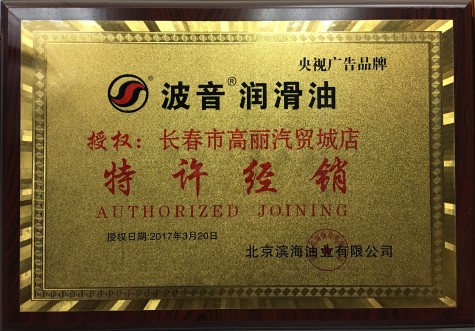 央视广告品牌
波音®润滑油
授权：长春市高丽汽贸城店
特许经销
AUTHORIZED JOINING
授权日期:2017年3月20日
北京滨海油业有限公司